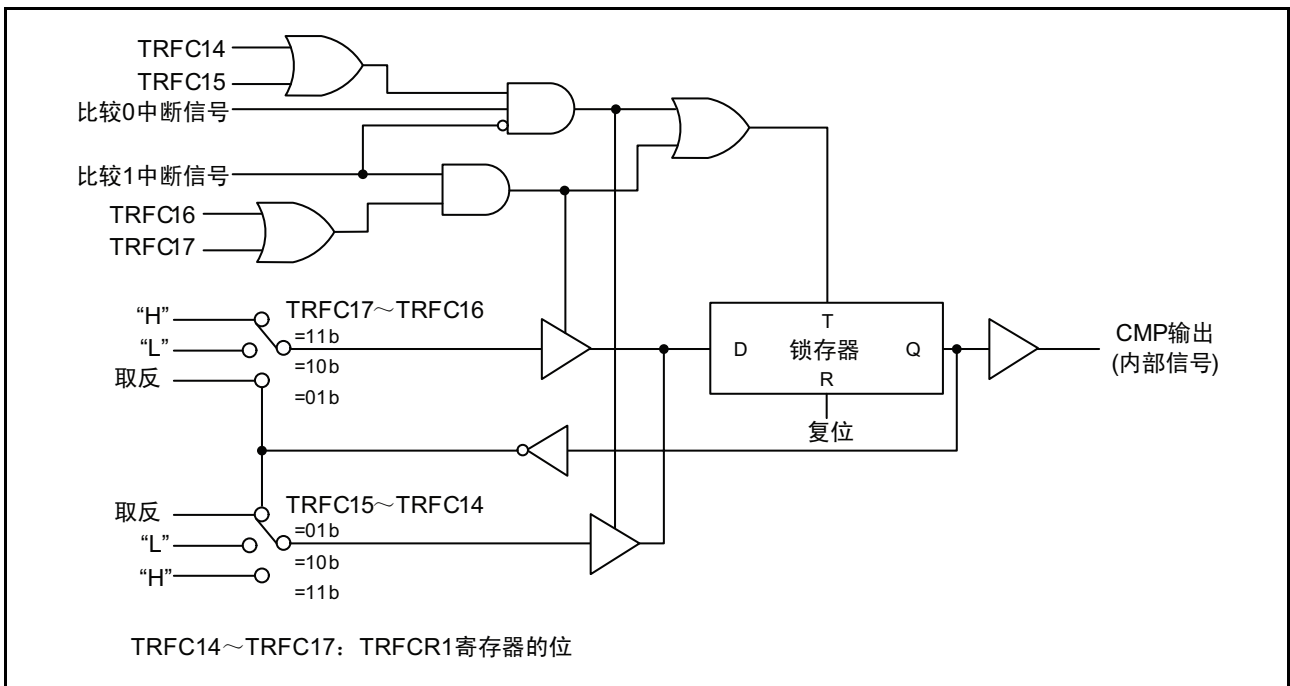 TRFC14
TRFC15
比较0中断信号
比较1中断信号
TRFC16
TRFC17
“H”
“L”
取反
TRFC17～TRFC16
=11b
=10b
=01b
T
D
锁存器
Q
R
复位
CMP输出
(内部信号)
取反
“L”
“H”
TRFC15～TRFC14
=01b
=10b
=11b
TRFC14～TRFC17：TRFCR1寄存器的位